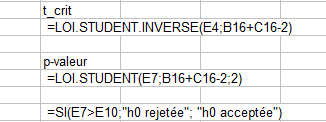 t_crit
=LOI.STUDENT.INVERSE(E4;B16+C16-2)
p-valeur
=LOI.STUDENT(E7;B16+C16-2;2)
=SI(E7>E10;"h0 rejetée"; "h0 acceptée")